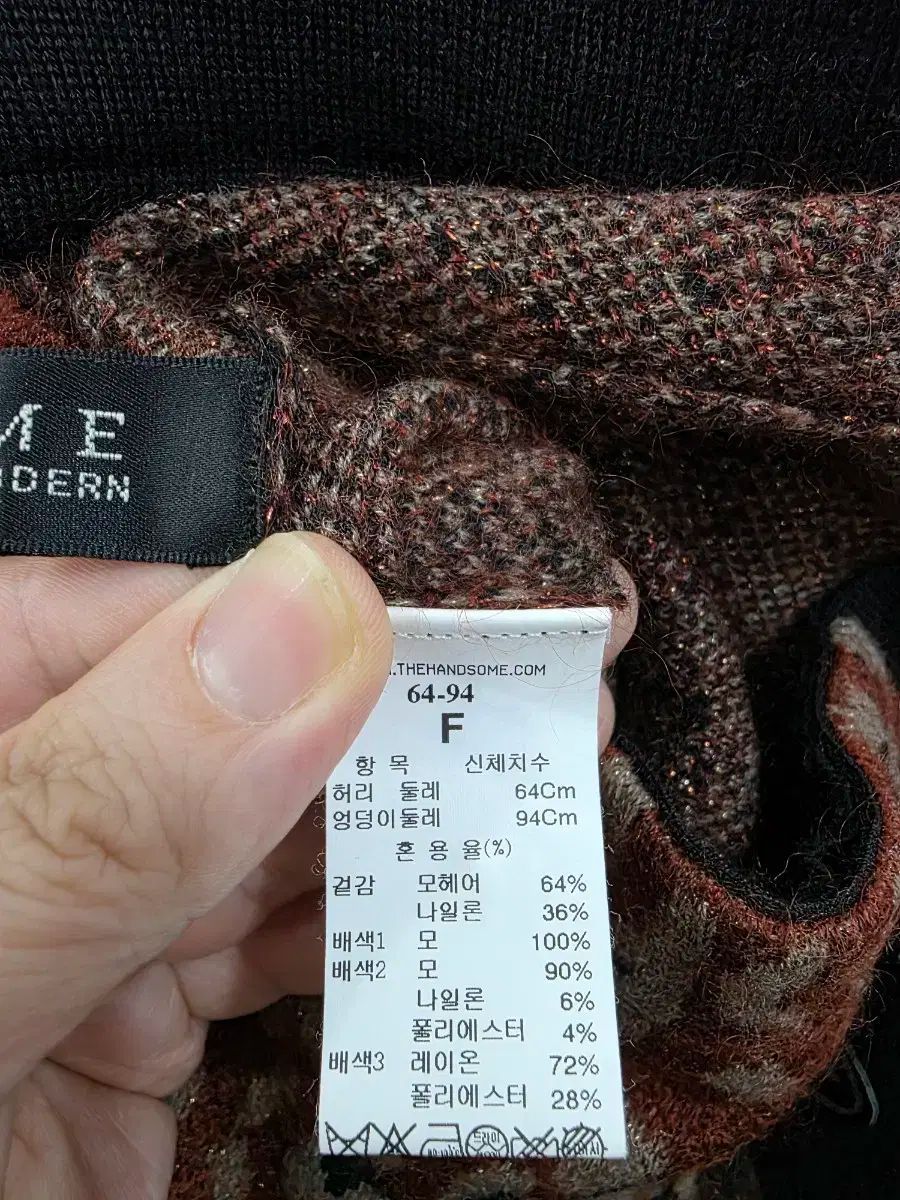 M E
DERN
.THEHANDSOME.COM
64-94
F
항 목 신체치수
허리 둘레 64Cm
엉덩이둘레 94Cm
혼 용 율(%)
겉감 모헤어 64%
나일론 36%
배색1 모 100%
배색2 모 90%
나일론 6%
폴리에스터 4%
배색3 레이온 72%
폴리에스터 28%
드라이